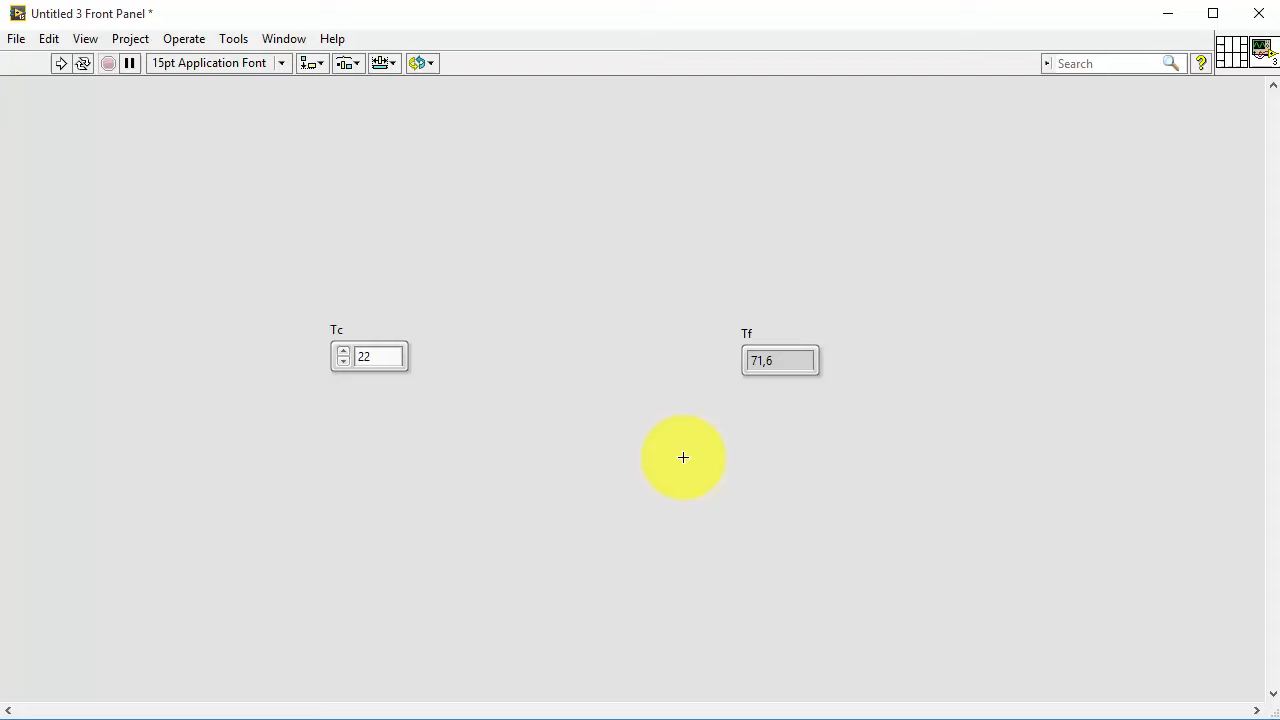 Untitled 3 Front Panel *
File Edit View Project Operate Tools Window Help
15pt Application Font Search ?
3
Tc
22
Tf
71,6